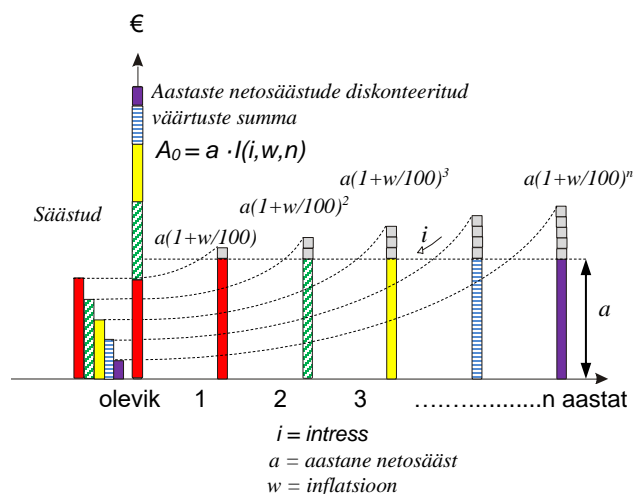 €
Aastaste netosäästude diskonteeritud
väärtuste summa
A₀ = a · I(i,w,n)
Säästud
a(1+w/100)
a(1+w/100)²
a(1+w/100)³
a(1+w/100)ⁿ
i
a
olevik 1 2 3 ……...........n aastat
i = intress
a = aastane netosääst
w = inflatsioon